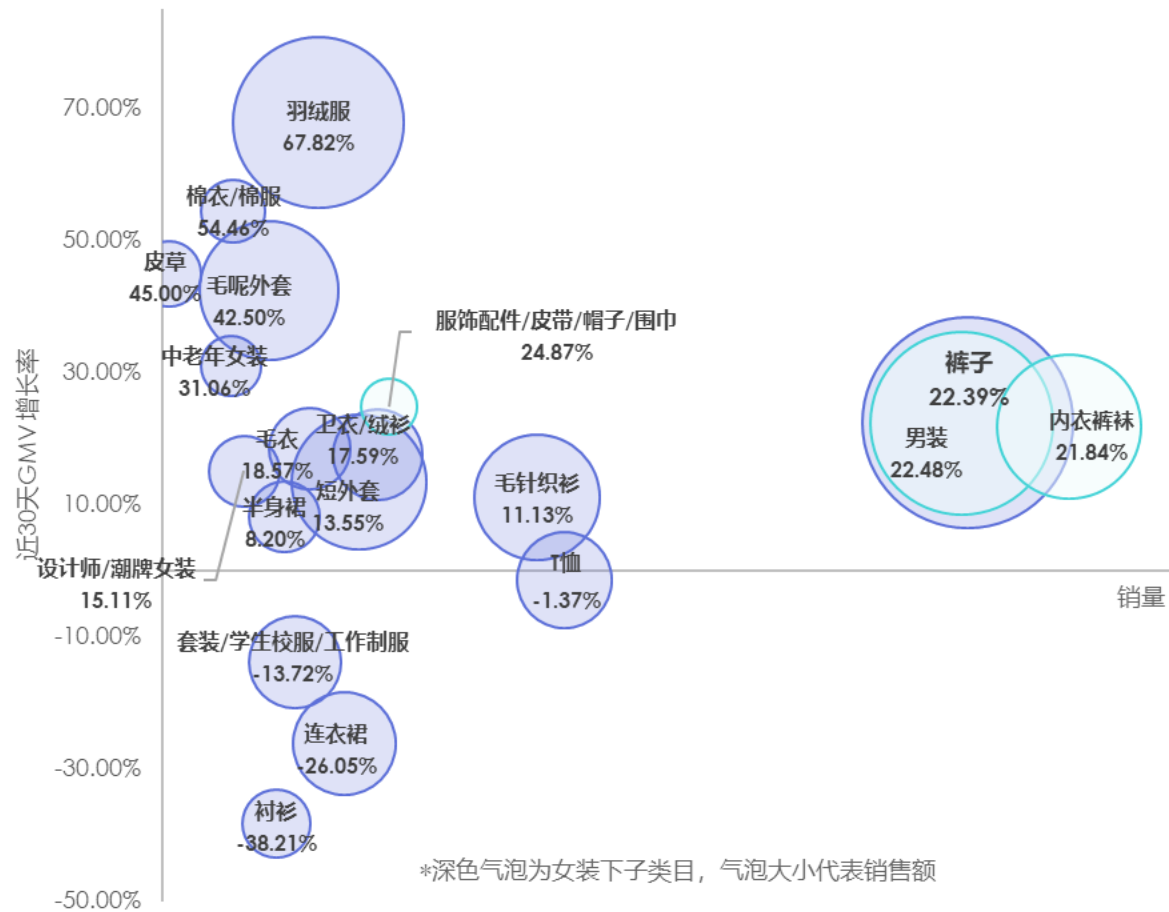 70.00%
羽绒服
67.82%
棉衣/棉服
54.46%
50.00%
皮草
45.00%
毛呢外套
42.50%
服饰配件/皮带/帽子/围巾
24.87%
中老年女装
31.06%
30.00%
近30天GMV增长率
裤子
22.39%
男装
22.48%
内衣裤袜
21.84%
毛衣
18.57%
卫衣/绒衫
17.59%
短外套
13.55%
半身裙
8.20%
毛针织衫
11.13%
10.00%
T恤
-1.37%
设计师/潮牌女装
15.11%
销量
-10.00%
套装/学生校服/工作制服
-13.72%
连衣裙
-26.05%
-30.00%
衬衫
-38.21%
*深色气泡为女装下子类目，气泡大小代表销售额
-50.00%